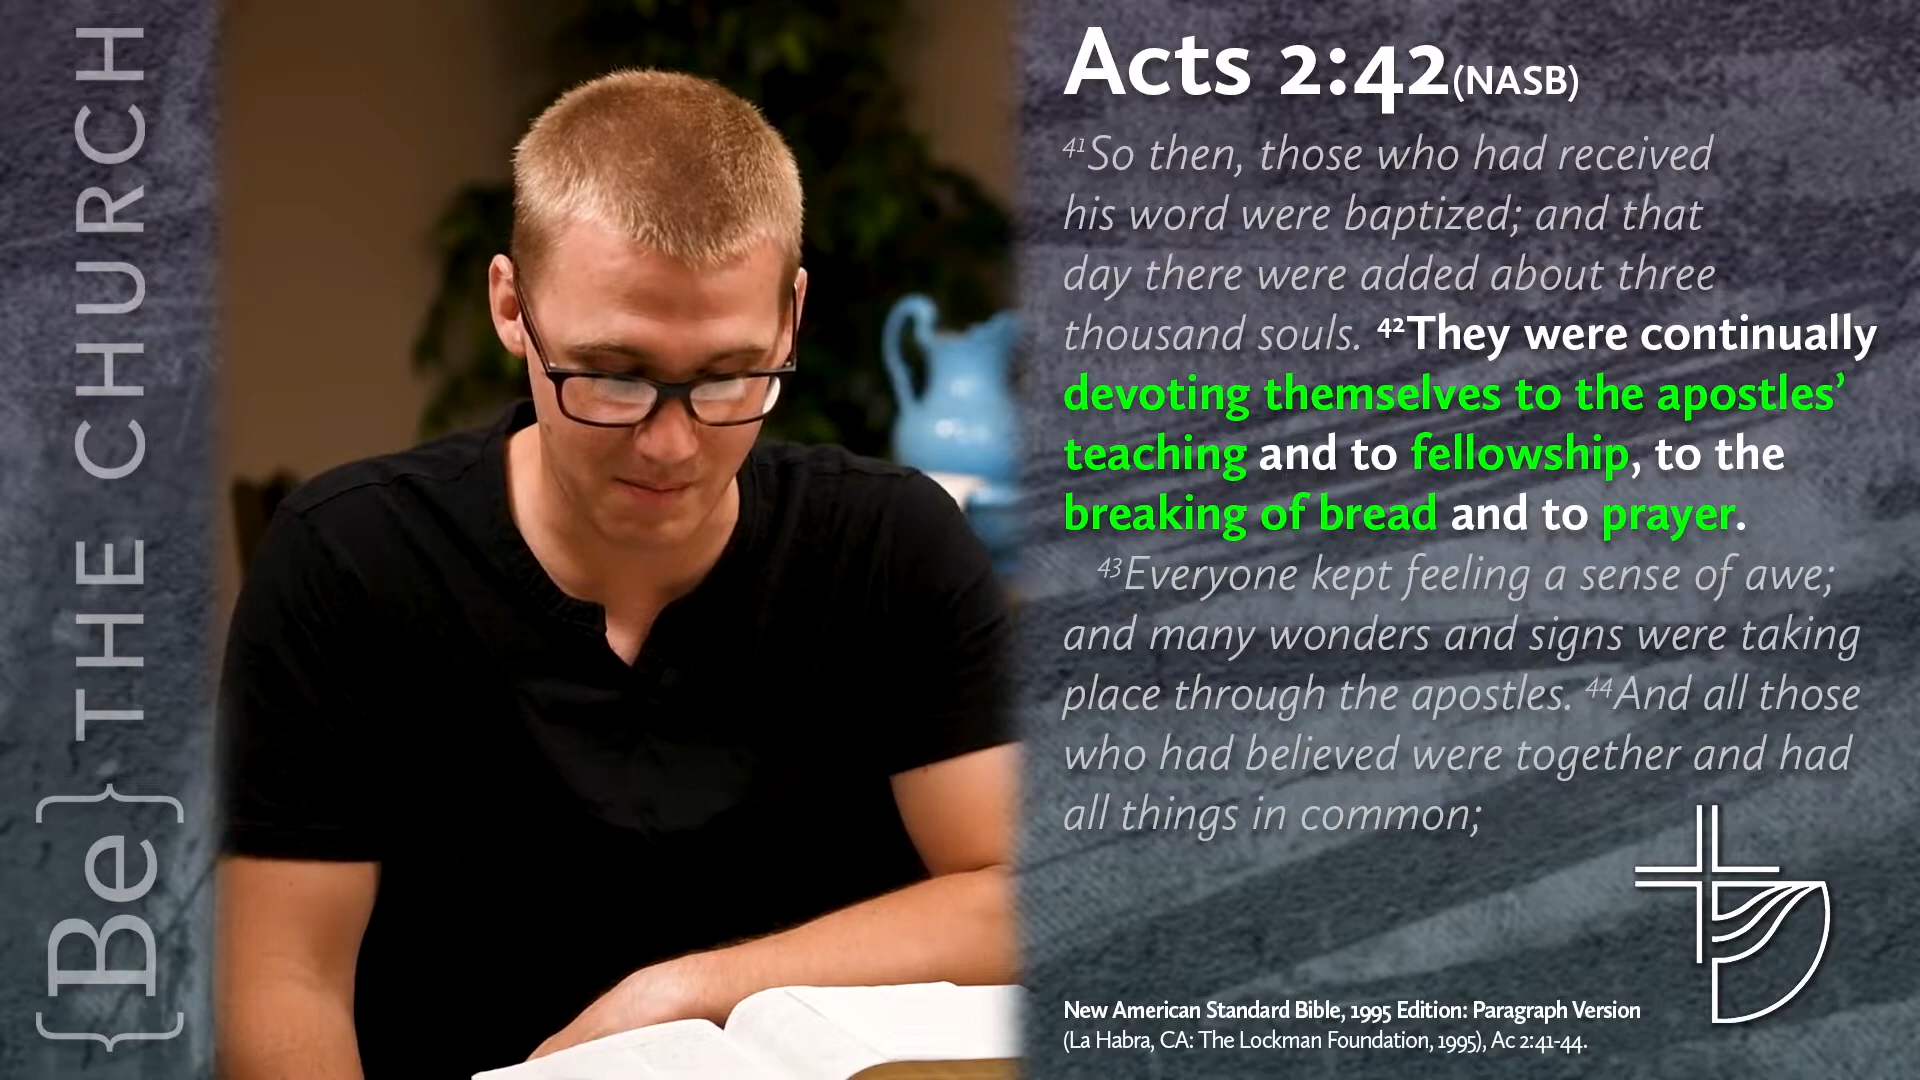 {Be} THE CHURCH
Acts 2:42(NASB)
⁴¹So then, those who had received
his word were baptized; and that
day there were added about three
thousand souls. ⁴²They were continually
devoting themselves to the apostles’
teaching and to fellowship, to the
breaking of bread and to prayer.
⁴³Everyone kept feeling a sense of awe;
and many wonders and signs were taking
place through the apostles. ⁴⁴And all those
who had believed were together and had
all things in common;
New American Standard Bible, 1995 Edition: Paragraph Version
(La Habra, CA: The Lockman Foundation, 1995), Ac 2:41-44.